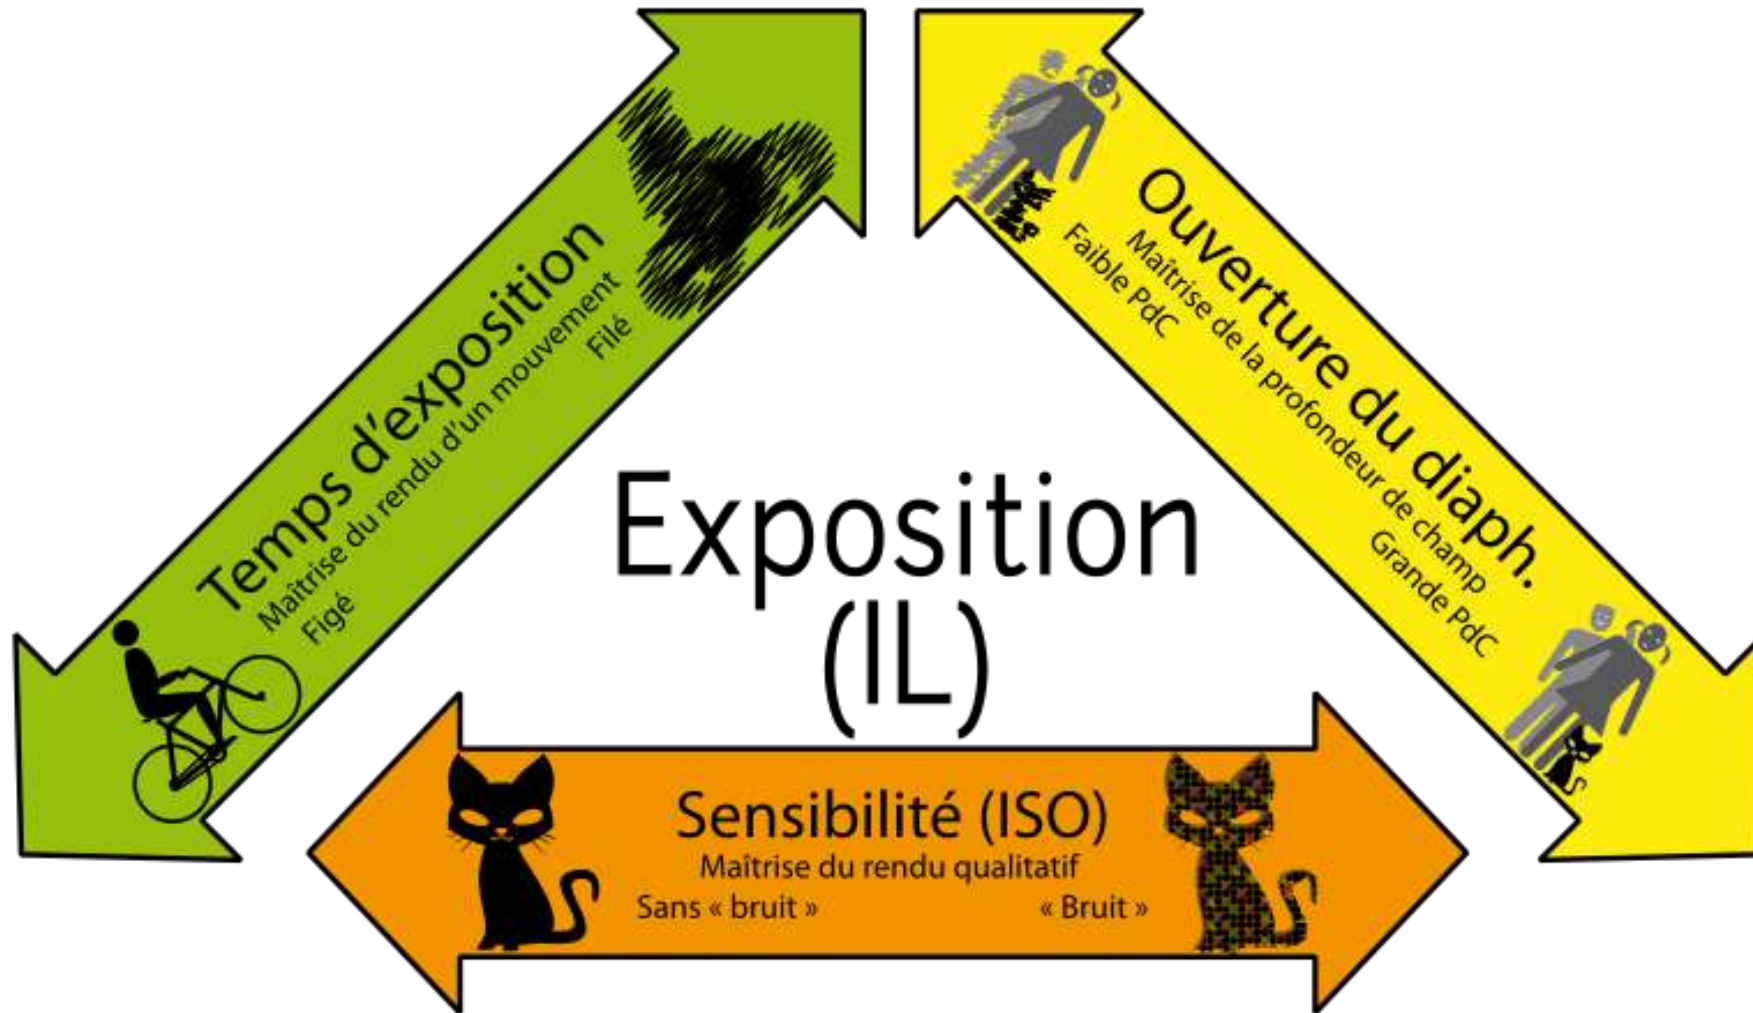 Temps d'exposition
Maîtrise du rendu d'un mouvement
Figé
Filé
Ouverture du diaph.
Maîtrise de la profondeur de champ
Faible PdC
Grande PdC
Exposition
(IL)
Sensibilité (ISO)
Maîtrise du rendu qualitatif
Sans « bruit »
« Bruit »